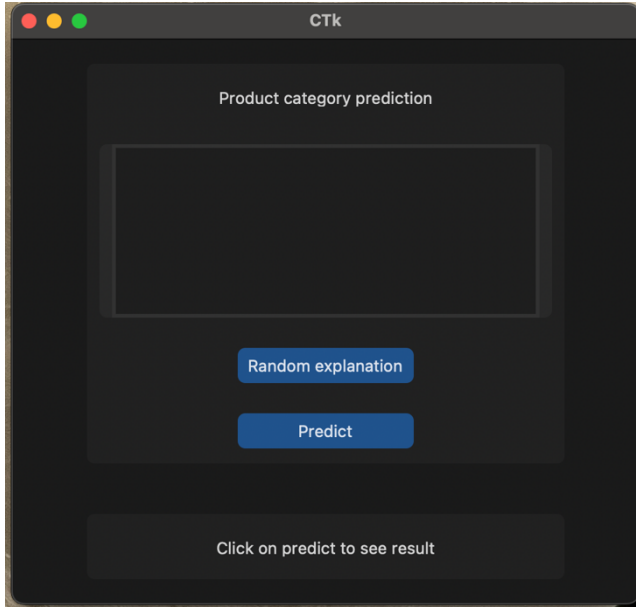 CTk
Product category prediction
Random explanation
Predict
Click on predict to see result